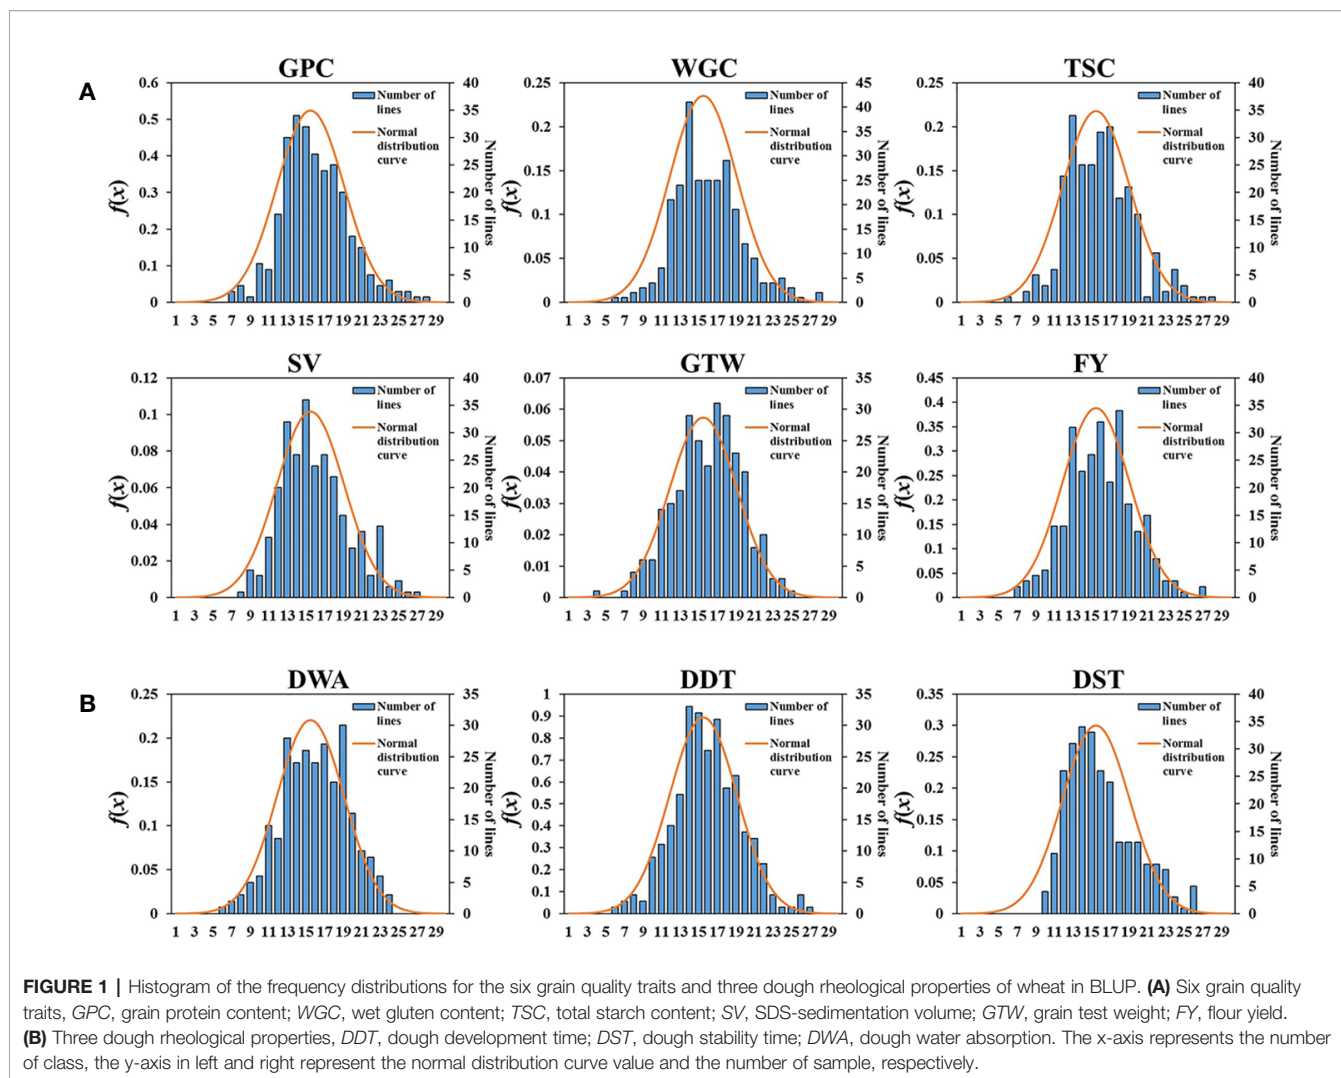 A
GPC
0.6
0.5
0.4
0.3
0.2
0.1
0
f(x)
40
35
30
25
20
15
10
5
0
Number of lines
Number of
lines
Normal
distribution
curve
1 3 5 7 9 11 13 15 17 19 21 23 25 27 29
WGC
0.25
0.2
0.15
0.1
0.05
0
f(x)
45
40
35
30
25
20
15
10
5
0
Number of lines
Number of
lines
Normal
distribution
curve
1 3 5 7 9 11 13 15 17 19 21 23 25 27 29
TSC
0.25
0.2
0.15
0.1
0.05
0
f(x)
40
35
30
25
20
15
10
5
0
Number of lines
Number of
lines
Normal
distribution
curve
1 3 5 7 9 11 13 15 17 19 21 23 25 27 29
SV
0.12
0.1
0.08
0.06
0.04
0.02
0
f(x)
40
35
30
25
20
15
10
5
0
Number of lines
Number of
lines
Normal
distribution
curve
1 3 5 7 9 11 13 15 17 19 21 23 25 27 29
GTW
0.07
0.06
0.05
0.04
0.03
0.02
0.01
0
f(x)
35
30
25
20
15
10
5
0
Number of lines
Number of
lines
Normal
distribution
curve
1 3 5 7 9 11 13 15 17 19 21 23 25 27 29
FY
0.45
0.4
0.35
0.3
0.25
0.2
0.15
0.1
0.05
0
f(x)
40
35
30
25
20
15
10
5
0
Number of lines
Number of
lines
Normal
distribution
curve
1 3 5 7 9 11 13 15 17 19 21 23 25 27 29
B
DWA
0.25
0.2
0.15
0.1
0.05
0
f(x)
35
30
25
20
15
10
5
0
Number of lines
Number of
lines
Normal
distribution
curve
1 3 5 7 9 11 13 15 17 19 21 23 25 27 29
DDT
1
0.9
0.8
0.7
0.6
0.5
0.4
0.3
0.2
0.1
0
f(x)
35
30
25
20
15
10
5
0
Number of lines
Number of
lines
Normal
distribution
curve
1 3 5 7 9 11 13 15 17 19 21 23 25 27 29
DST
0.35
0.3
0.25
0.2
0.15
0.1
0.05
0
f(x)
40
35
30
25
20
15
10
5
0
Number of lines
Number of
lines
Normal
distribution
curve
1 3 5 7 9 11 13 15 17 19 21 23 25 27 29
FIGURE 1 | Histogram of the frequency distributions for the six grain quality traits and three dough rheological properties of wheat in BLUP. (A) Six grain quality
traits, GPC, grain protein content; WGC, wet gluten content; TSC, total starch content; SV, SDS-sedimentation volume; GTW, grain test weight; FY, flour yield.
(B) Three dough rheological properties, DDT, dough development time; DST, dough stability time; DWA, dough water absorption. The x-axis represents the number
of class, the y-axis in left and right represent the normal distribution curve value and the number of sample, respectively.